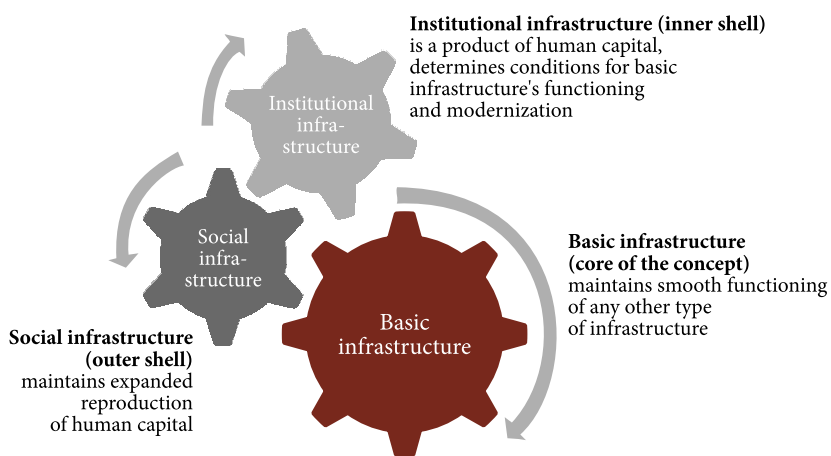 Institutional infrastructure (inner shell)
is a product of human capital,
determines conditions for basic
infrastructure's functioning
and modernization
Institutional
infra-
structure
Social
infra-
structure
Basic infrastructure
(core of the concept)
maintains smooth functioning
of any other type
of infrastructure
Basic
infrastructure
Social infrastructure
(outer shell)
maintains expanded
reproduction
of human capital